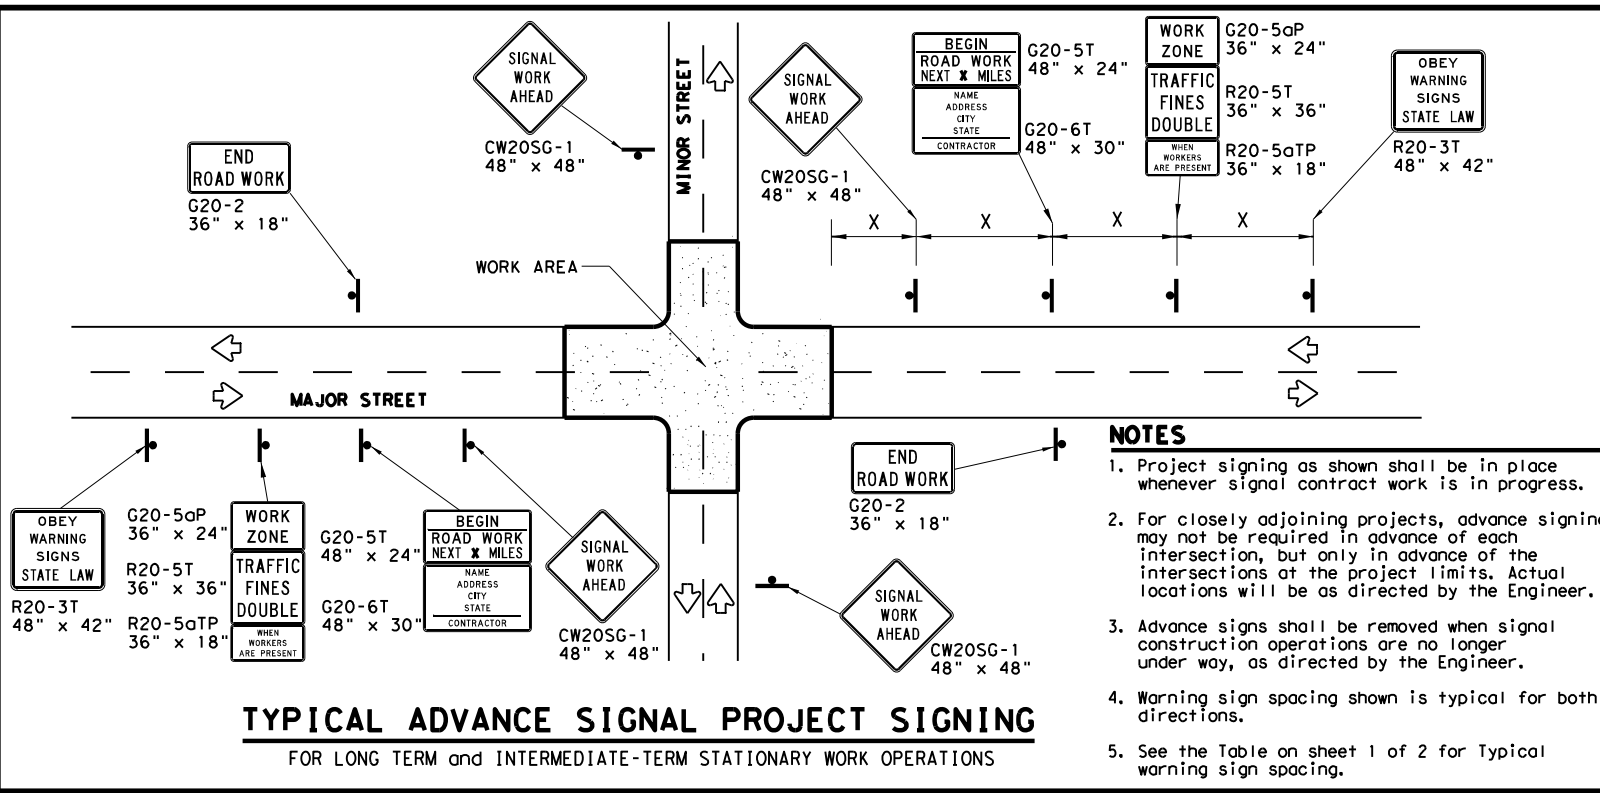 SIGNAL
WORK
AHEAD
CW20SG-1
48" x 48"
END
ROAD WORK
G20-2
36" x 18"
MINOR STREET
SIGNAL
WORK
AHEAD
CW20SG-1
48" x 48"
BEGIN
ROAD WORK
NEXT X MILES
NAME
ADDRESS
CITY
STATE
CONTRACTOR
G20-5T
48" x 24"
G20-6T
48" x 30"
WORK
ZONE
TRAFFIC
FINES
DOUBLE
WHEN
WORKERS
ARE PRESENT
G20-5aP
36" x 24"
R20-5T
36" x 36"
R20-5aTP
36" x 18"
OBEY
WARNING
SIGNS
STATE LAW
R20-3T
48" x 42"
X
X
X
X
WORK AREA
MAJOR STREET
OBEY
WARNING
SIGNS
STATE LAW
R20-3T
48" x 42"
G20-5aP
36" x 24"
R20-5T
36" x 36"
R20-5aTP
36" x 18"
WORK
ZONE
TRAFFIC
FINES
DOUBLE
WHEN
WORKERS
ARE PRESENT
G20-5T
48" x 24"
G20-6T
48" x 30"
BEGIN
ROAD WORK
NEXT X MILES
NAME
ADDRESS
CITY
STATE
CONTRACTOR
SIGNAL
WORK
AHEAD
CW20SG-1
48" x 48"
END
ROAD WORK
G20-2
36" x 18"
SIGNAL
WORK
AHEAD
CW20SG-1
48" x 48"
TYPICAL ADVANCE SIGNAL PROJECT SIGNING
FOR LONG TERM and INTERMEDIATE-TERM STATIONARY WORK OPERATIONS
NOTES
1. Project signing as shown shall be in place
whenever signal contract work is in progress.
2. For closely adjoining projects, advance signing
may not be required in advance of each
intersection, but only in advance of the
intersections at the project limits. Actual
locations will be as directed by the Engineer.
3. Advance signs shall be removed when signal
construction operations are no longer
under way, as directed by the Engineer.
4. Warning sign spacing shown is typical for both
directions.
5. See the Table on sheet 1 of 2 for Typical
warning sign spacing.